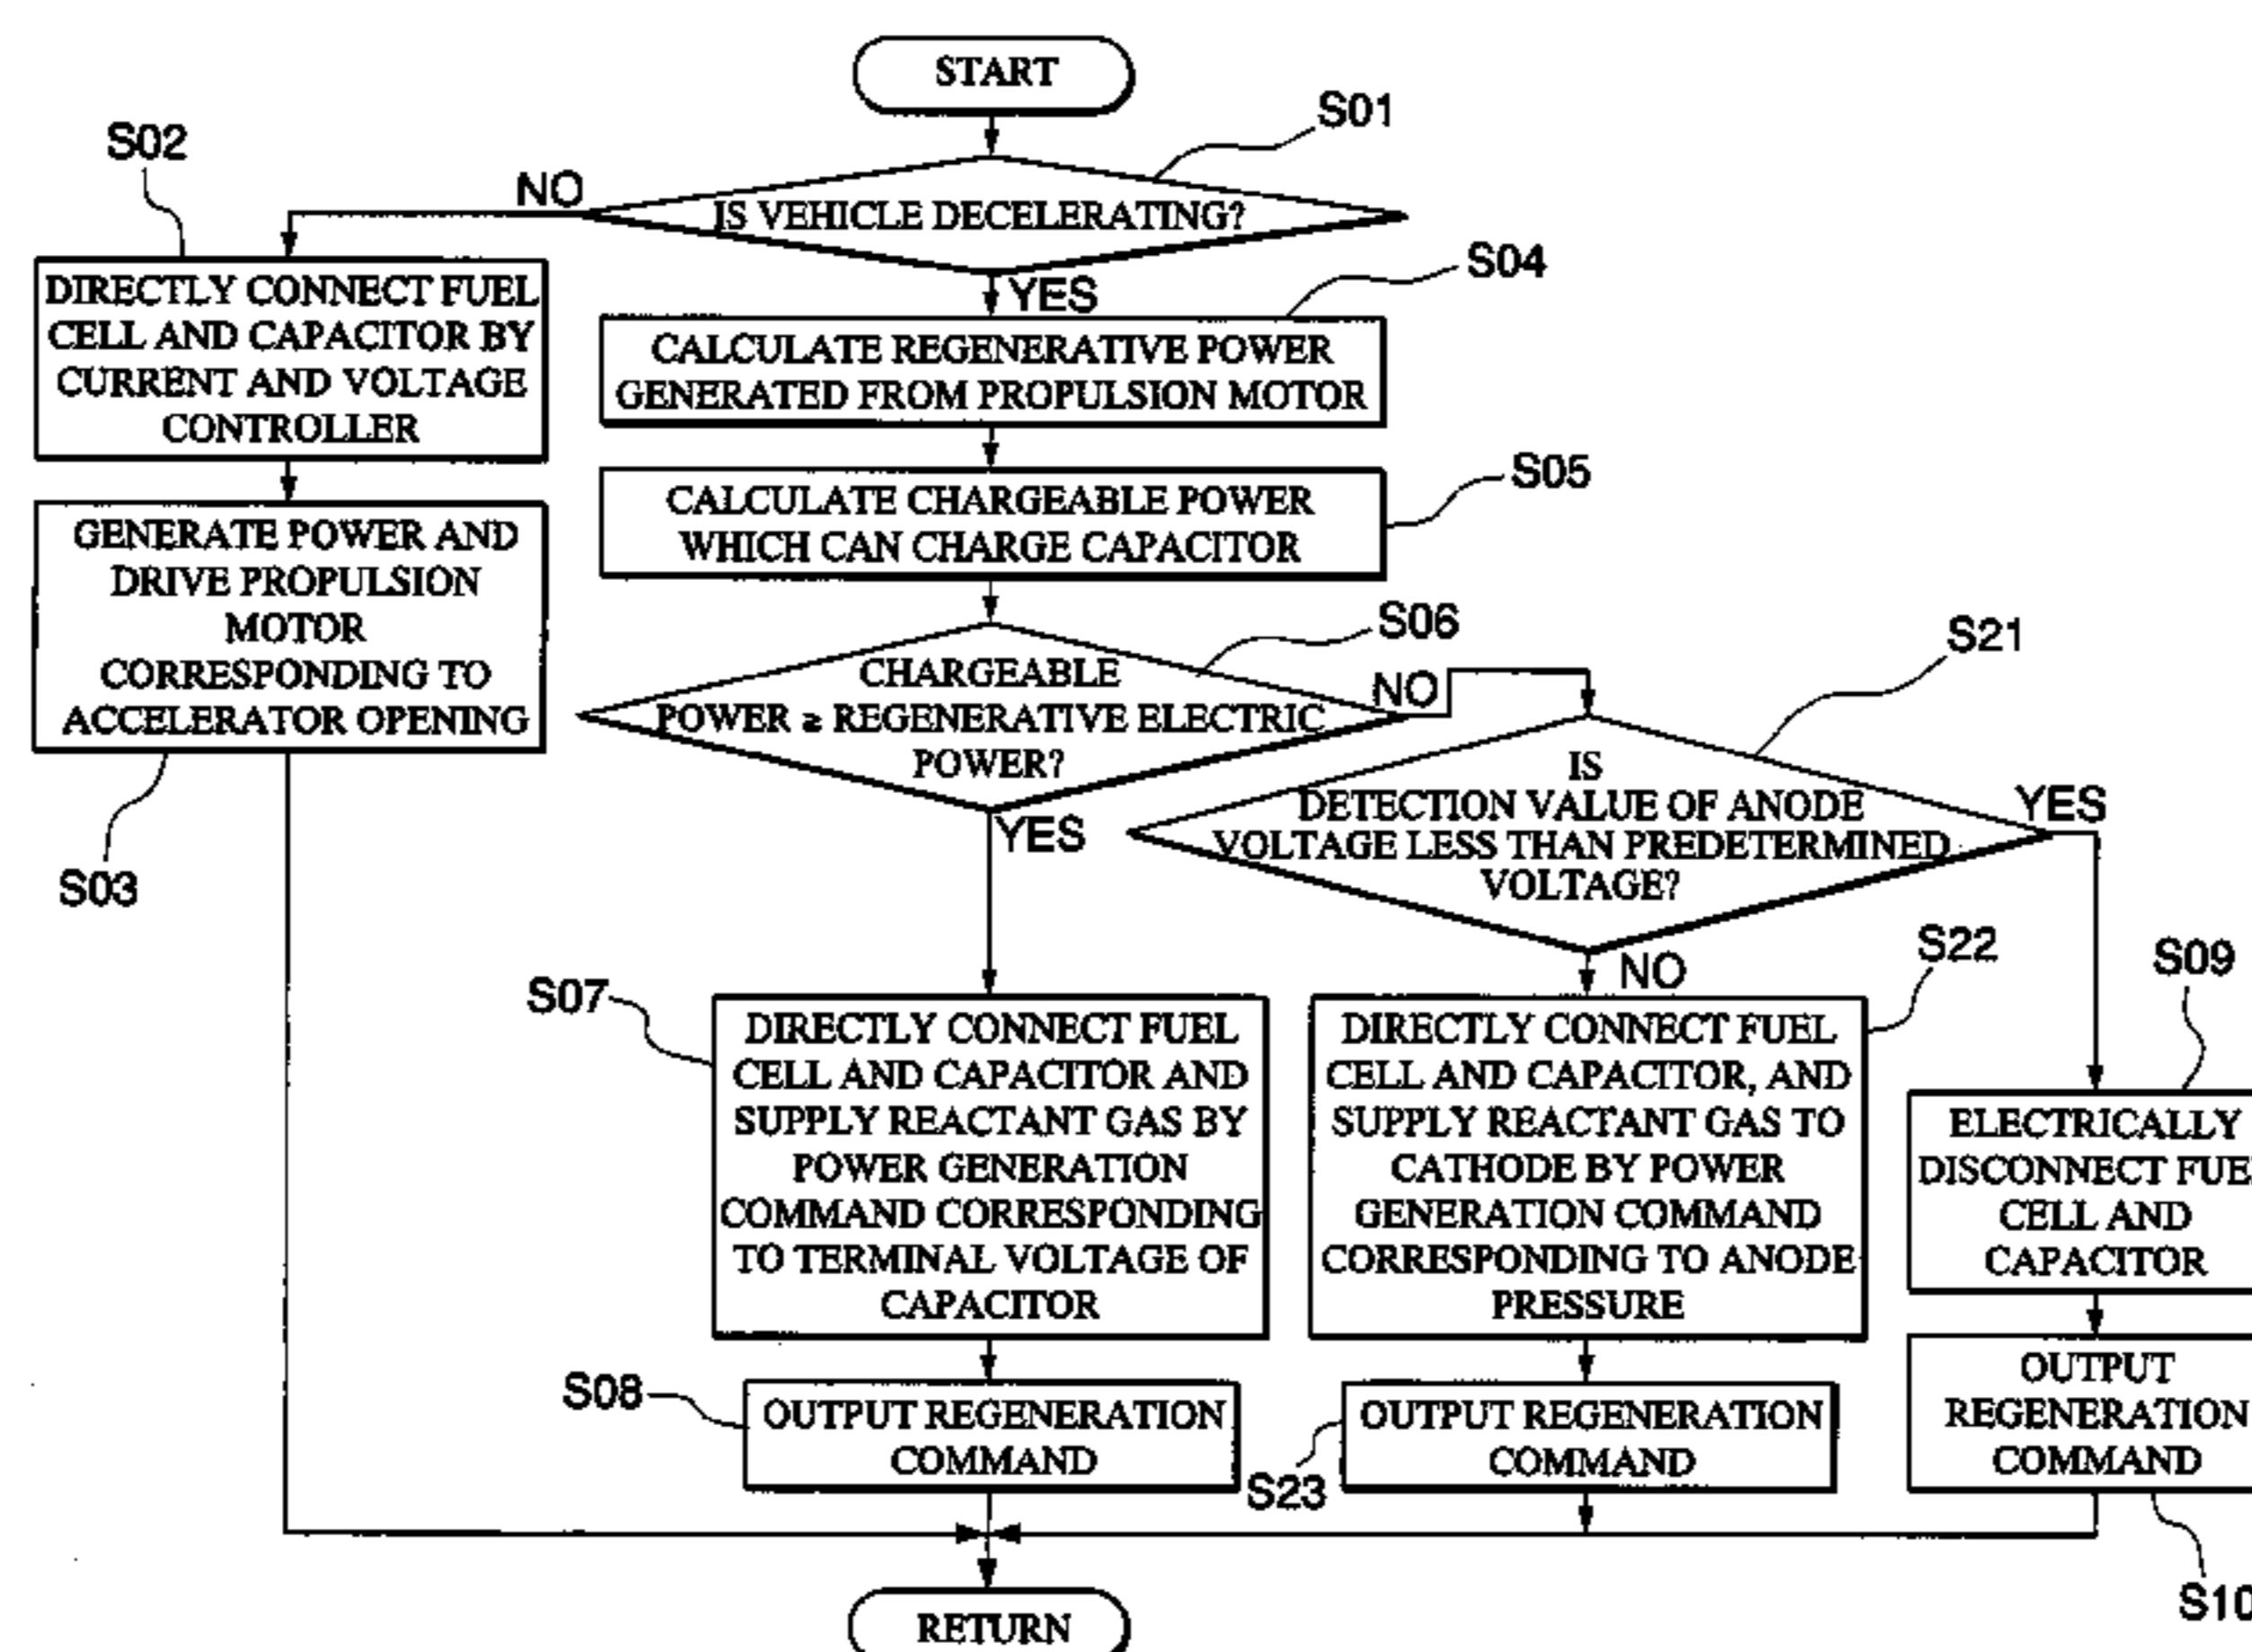 START
S01
S02
NO
IS VEHICLE DECELERATING?
YES
S04
DIRECTLY CONNECT FUEL
CELL AND CAPACITOR BY
CURRENT AND VOLTAGE
CONTROLLER
CALCULATE REGENERATIVE POWER
GENERATED FROM PROPULSION MOTOR
S05
CALCULATE CHARGEABLE POWER
WHICH CAN CHARGE CAPACITOR
GENERATE POWER AND
DRIVE PROPULSION
MOTOR
CORRESPONDING TO
ACCELERATOR OPENING
S03
S06
CHARGEABLE
POWER ≥ REGENERATIVE ELECTRIC
POWER?
NO
YES
S21
IS
DETECTION VALUE OF ANODE
VOLTAGE LESS THAN PREDETERMINED
VOLTAGE?
YES
NO
S07
DIRECTLY CONNECT FUEL
CELL AND CAPACITOR AND
SUPPLY REACTANT GAS BY
POWER GENERATION
COMMAND CORRESPONDING
TO TERMINAL VOLTAGE OF
CAPACITOR
S22
DIRECTLY CONNECT FUEL
CELL AND CAPACITOR, AND
SUPPLY REACTANT GAS TO
CATHODE BY POWER
GENERATION COMMAND
CORRESPONDING TO ANODE
PRESSURE
S09
ELECTRICALLY
DISCONNECT
CELL AND
CAPACITOR
S08
OUTPUT REGENERATION
COMMAND
S23
OUTPUT REGENERATION
COMMAND
OUTPUT
REGENERATION
COMMAND
S10
RETURN